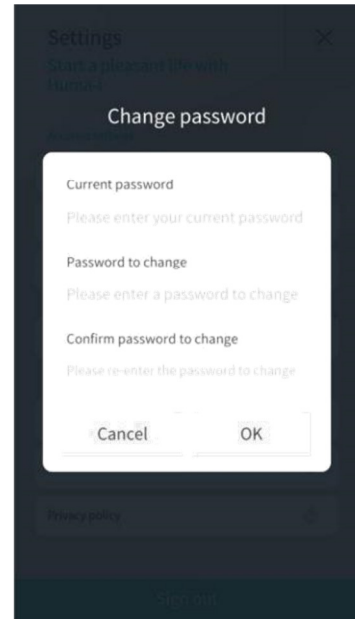 Settings
Start a pleasant life with
Huma-i
Change password
Current password
Please enter your current password
Password to change
Please enter a password to change
Confirm password to change
Please re-enter the password to change
Cancel OK
Privacy policy
Sign out